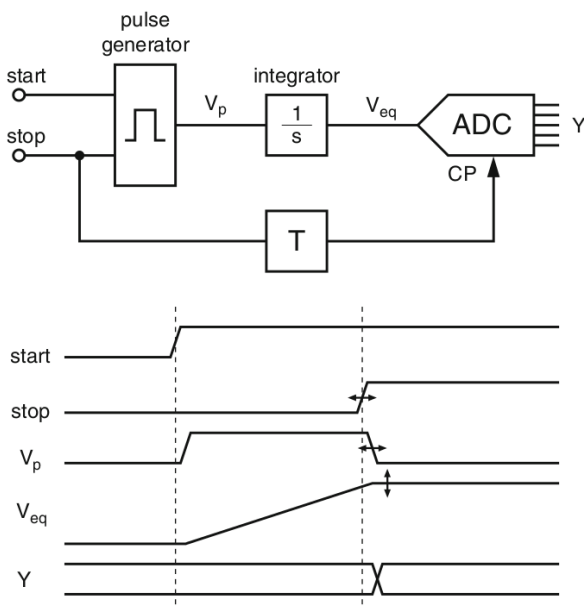 pulse
generator
start
stop
V_p
integrator
1
s
V_eq
ADC
Y
CP
T
start
stop
V_p
V_eq
Y